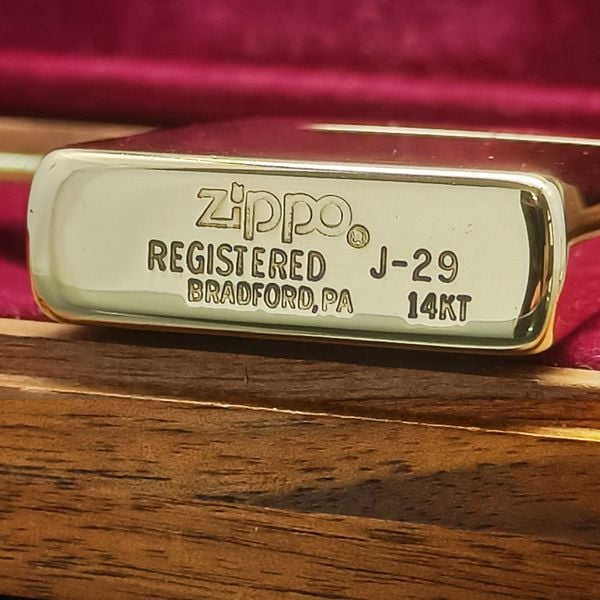 Zippo®
REGISTERED J-29
BRADFORD,PA 14KT